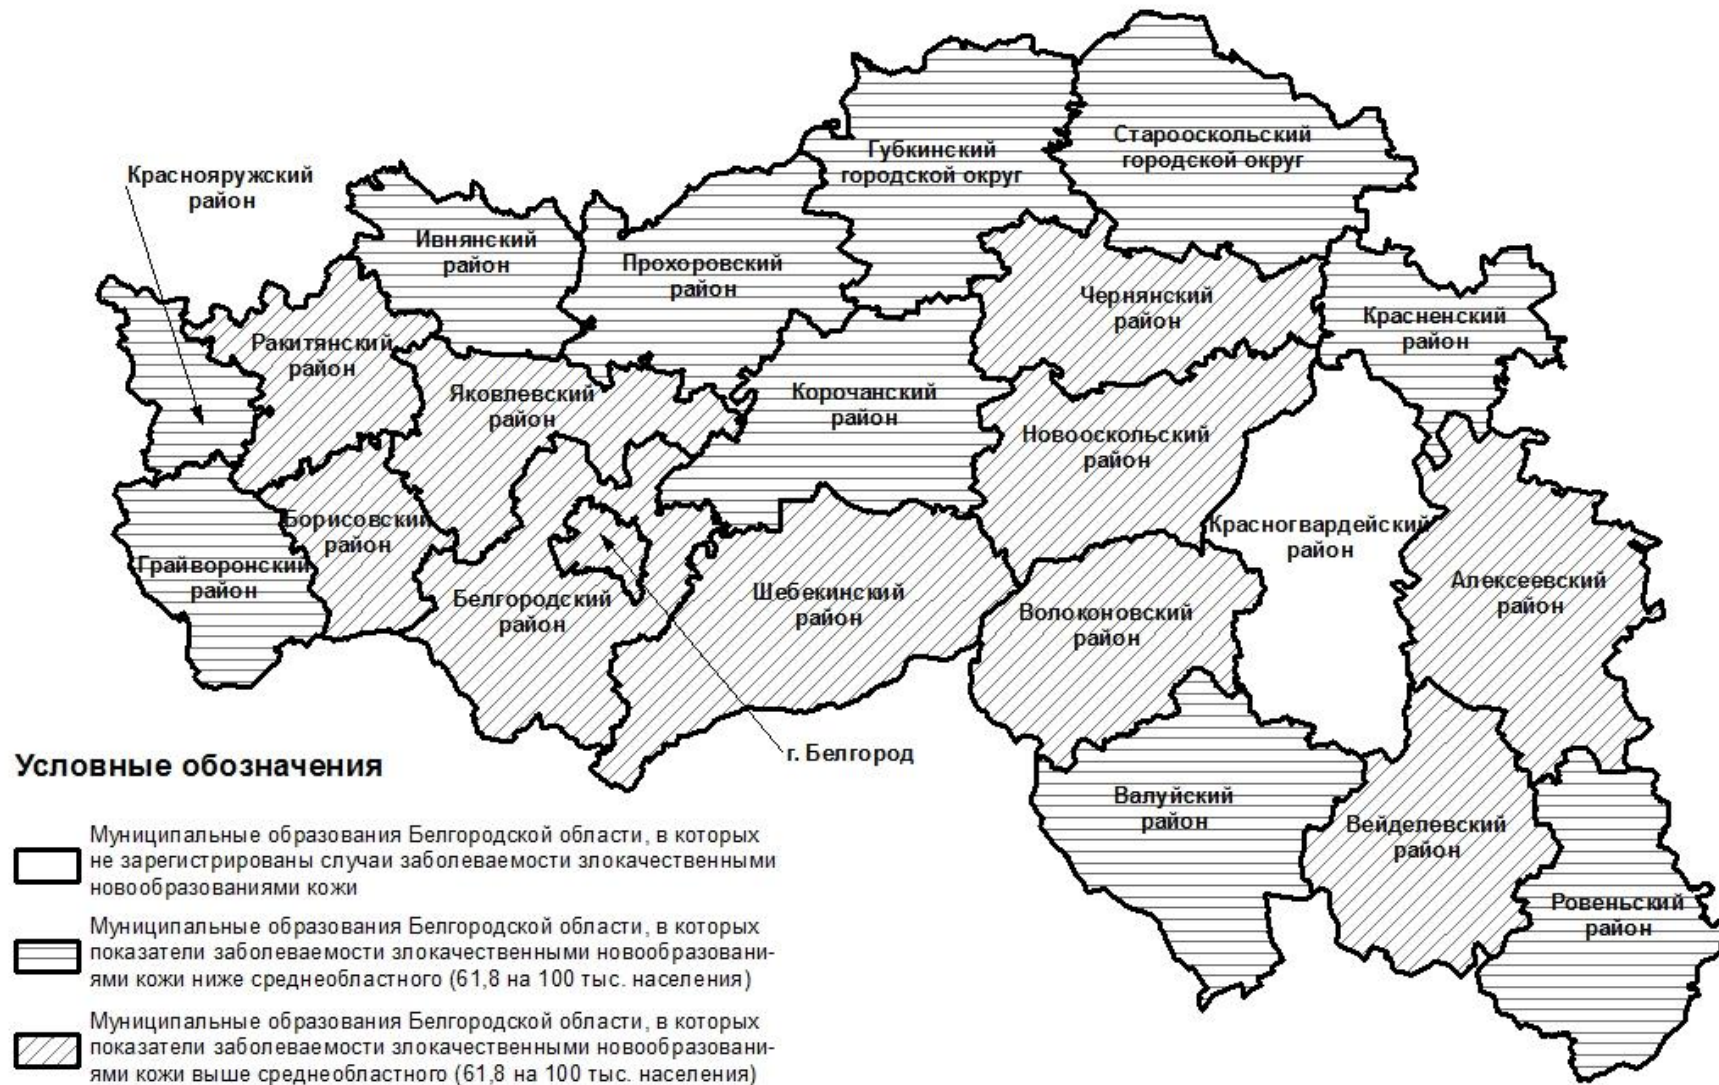 Старооскольский
городской округ
Губкинский
городской округ
Краснояружский
район
Ивнянский
район
Прохоровский
район
Чернянский
район
Красненский
район
Ракитянский
район
Яковлевский
район
Корочанский
район
Новооскольский
район
Красногвардейский
район
Борисовский
район
Грайворонский
район
Белгородский
район
Шебекинский
район
Волоконовский
район
Алексеевский
район
г. Белгород
Валуйский
район
Вейделевский
район
Ровеньский
район
Условные обозначения
Муниципальные образования Белгородской области, в которых
не зарегистрированы случаи заболеваемости злокачественными
новообразованиями кожи
Муниципальные образования Белгородской области, в которых
показатели заболеваемости злокачественными новообразовани-
ями кожи ниже среднеобластного (61,8 на 100 тыс. населения)
Муниципальные образования Белгородской области, в которых
показатели заболеваемости злокачественными новообразовани-
ями кожи выше среднеобластного (61,8 на 100 тыс. населения)